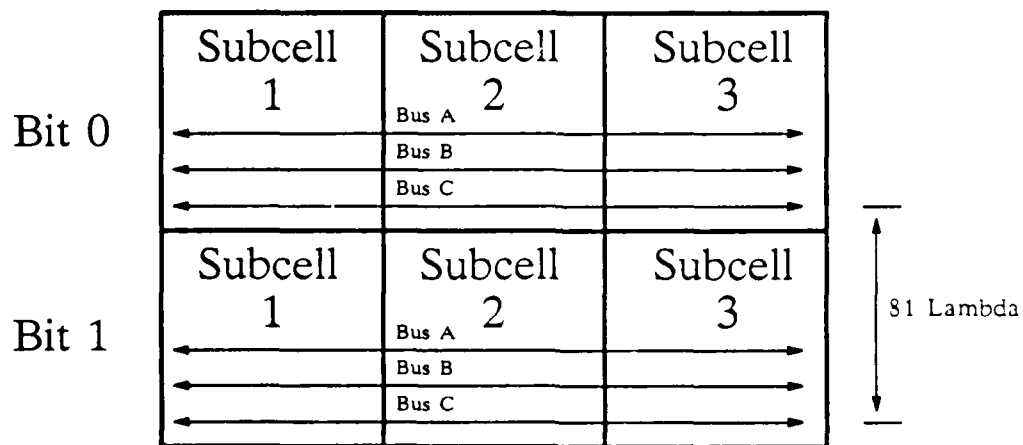 Subcell
1
Subcell
2
Subcell
3
Bit 0
Bus A
Bus B
Bus C
Subcell
1
Subcell
2
Subcell
3
Bit 1
Bus A
Bus B
Bus C
81 Lambda